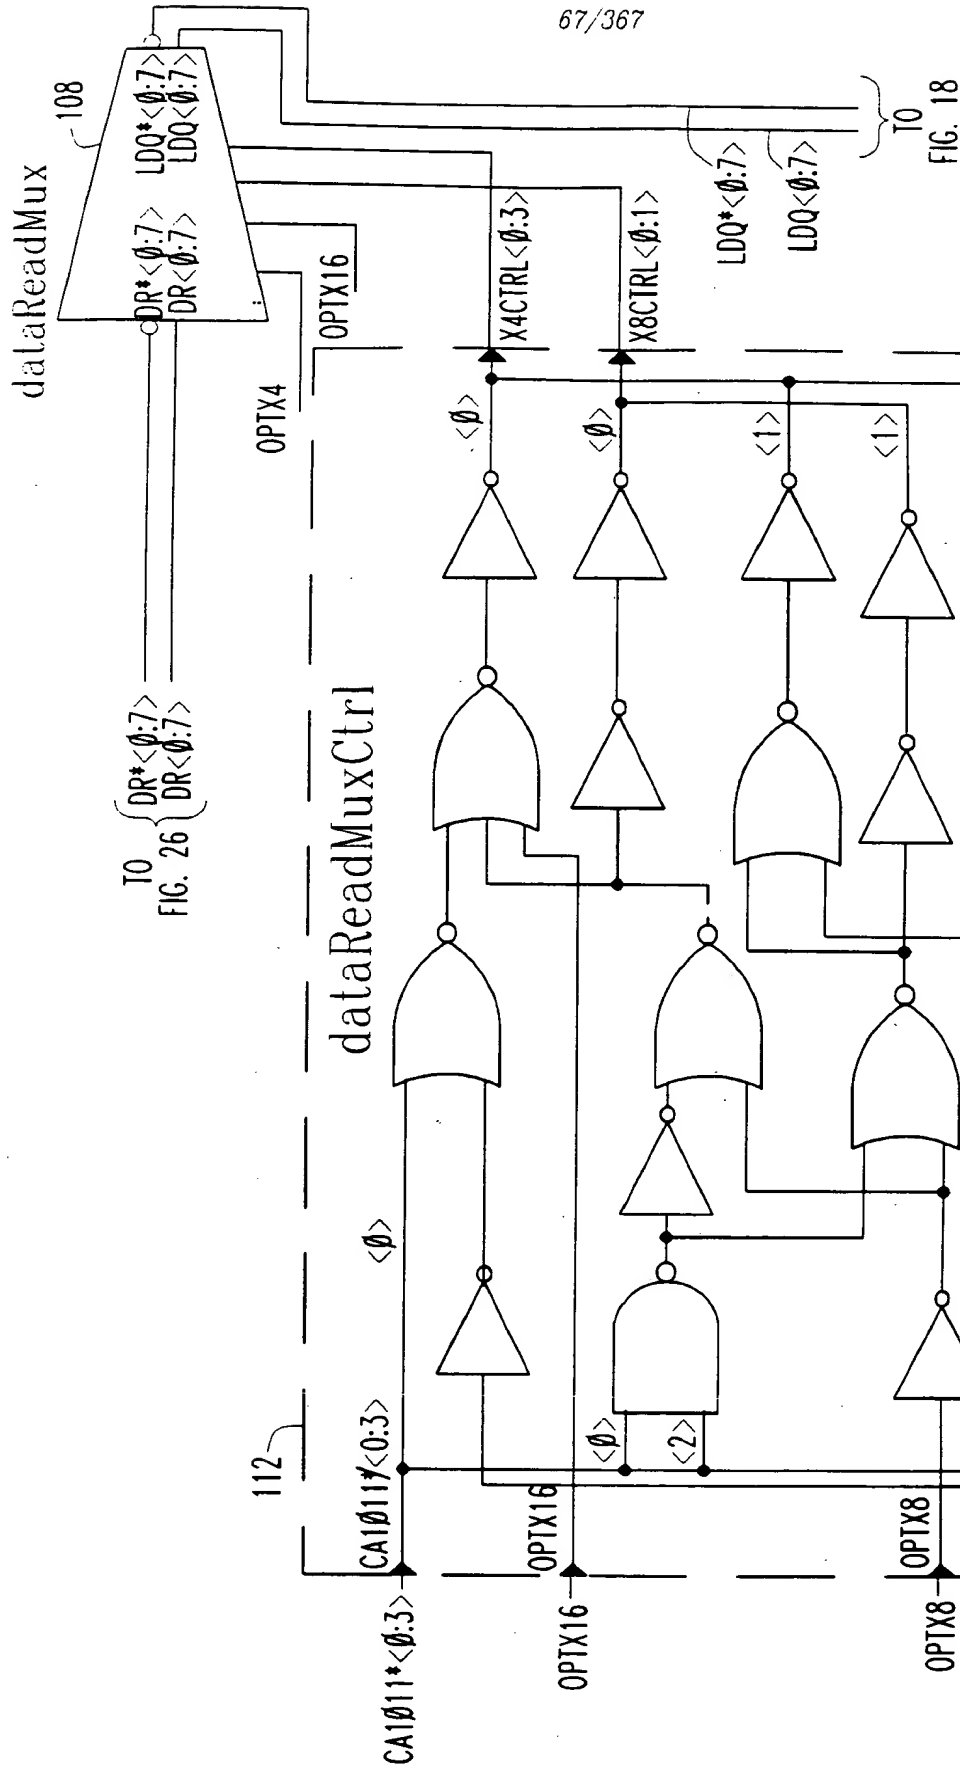 67/367
dataReadMux
108
DR*<Ø:7>
DR<Ø:7>
LDQ*<Ø:7>
LDQ<Ø:7>
TO
FIG. 26
DR*<Ø:7>
DR<Ø:7>
OPTX4
OPTX16
X4CTRL<Ø:3>
X8CTRL<Ø:1>
LDQ*<Ø:7>
LDQ<Ø:7>
TO
FIG. 18
dataReadMuxCtrl
112
CA1Ø11*<Ø:3>
CA1Ø11*<0:3>
<Ø>
<Ø>
<Ø>
<1>
<1>
OPTX16
OPTX16
<Ø>
<2>
OPTX8
OPTX8